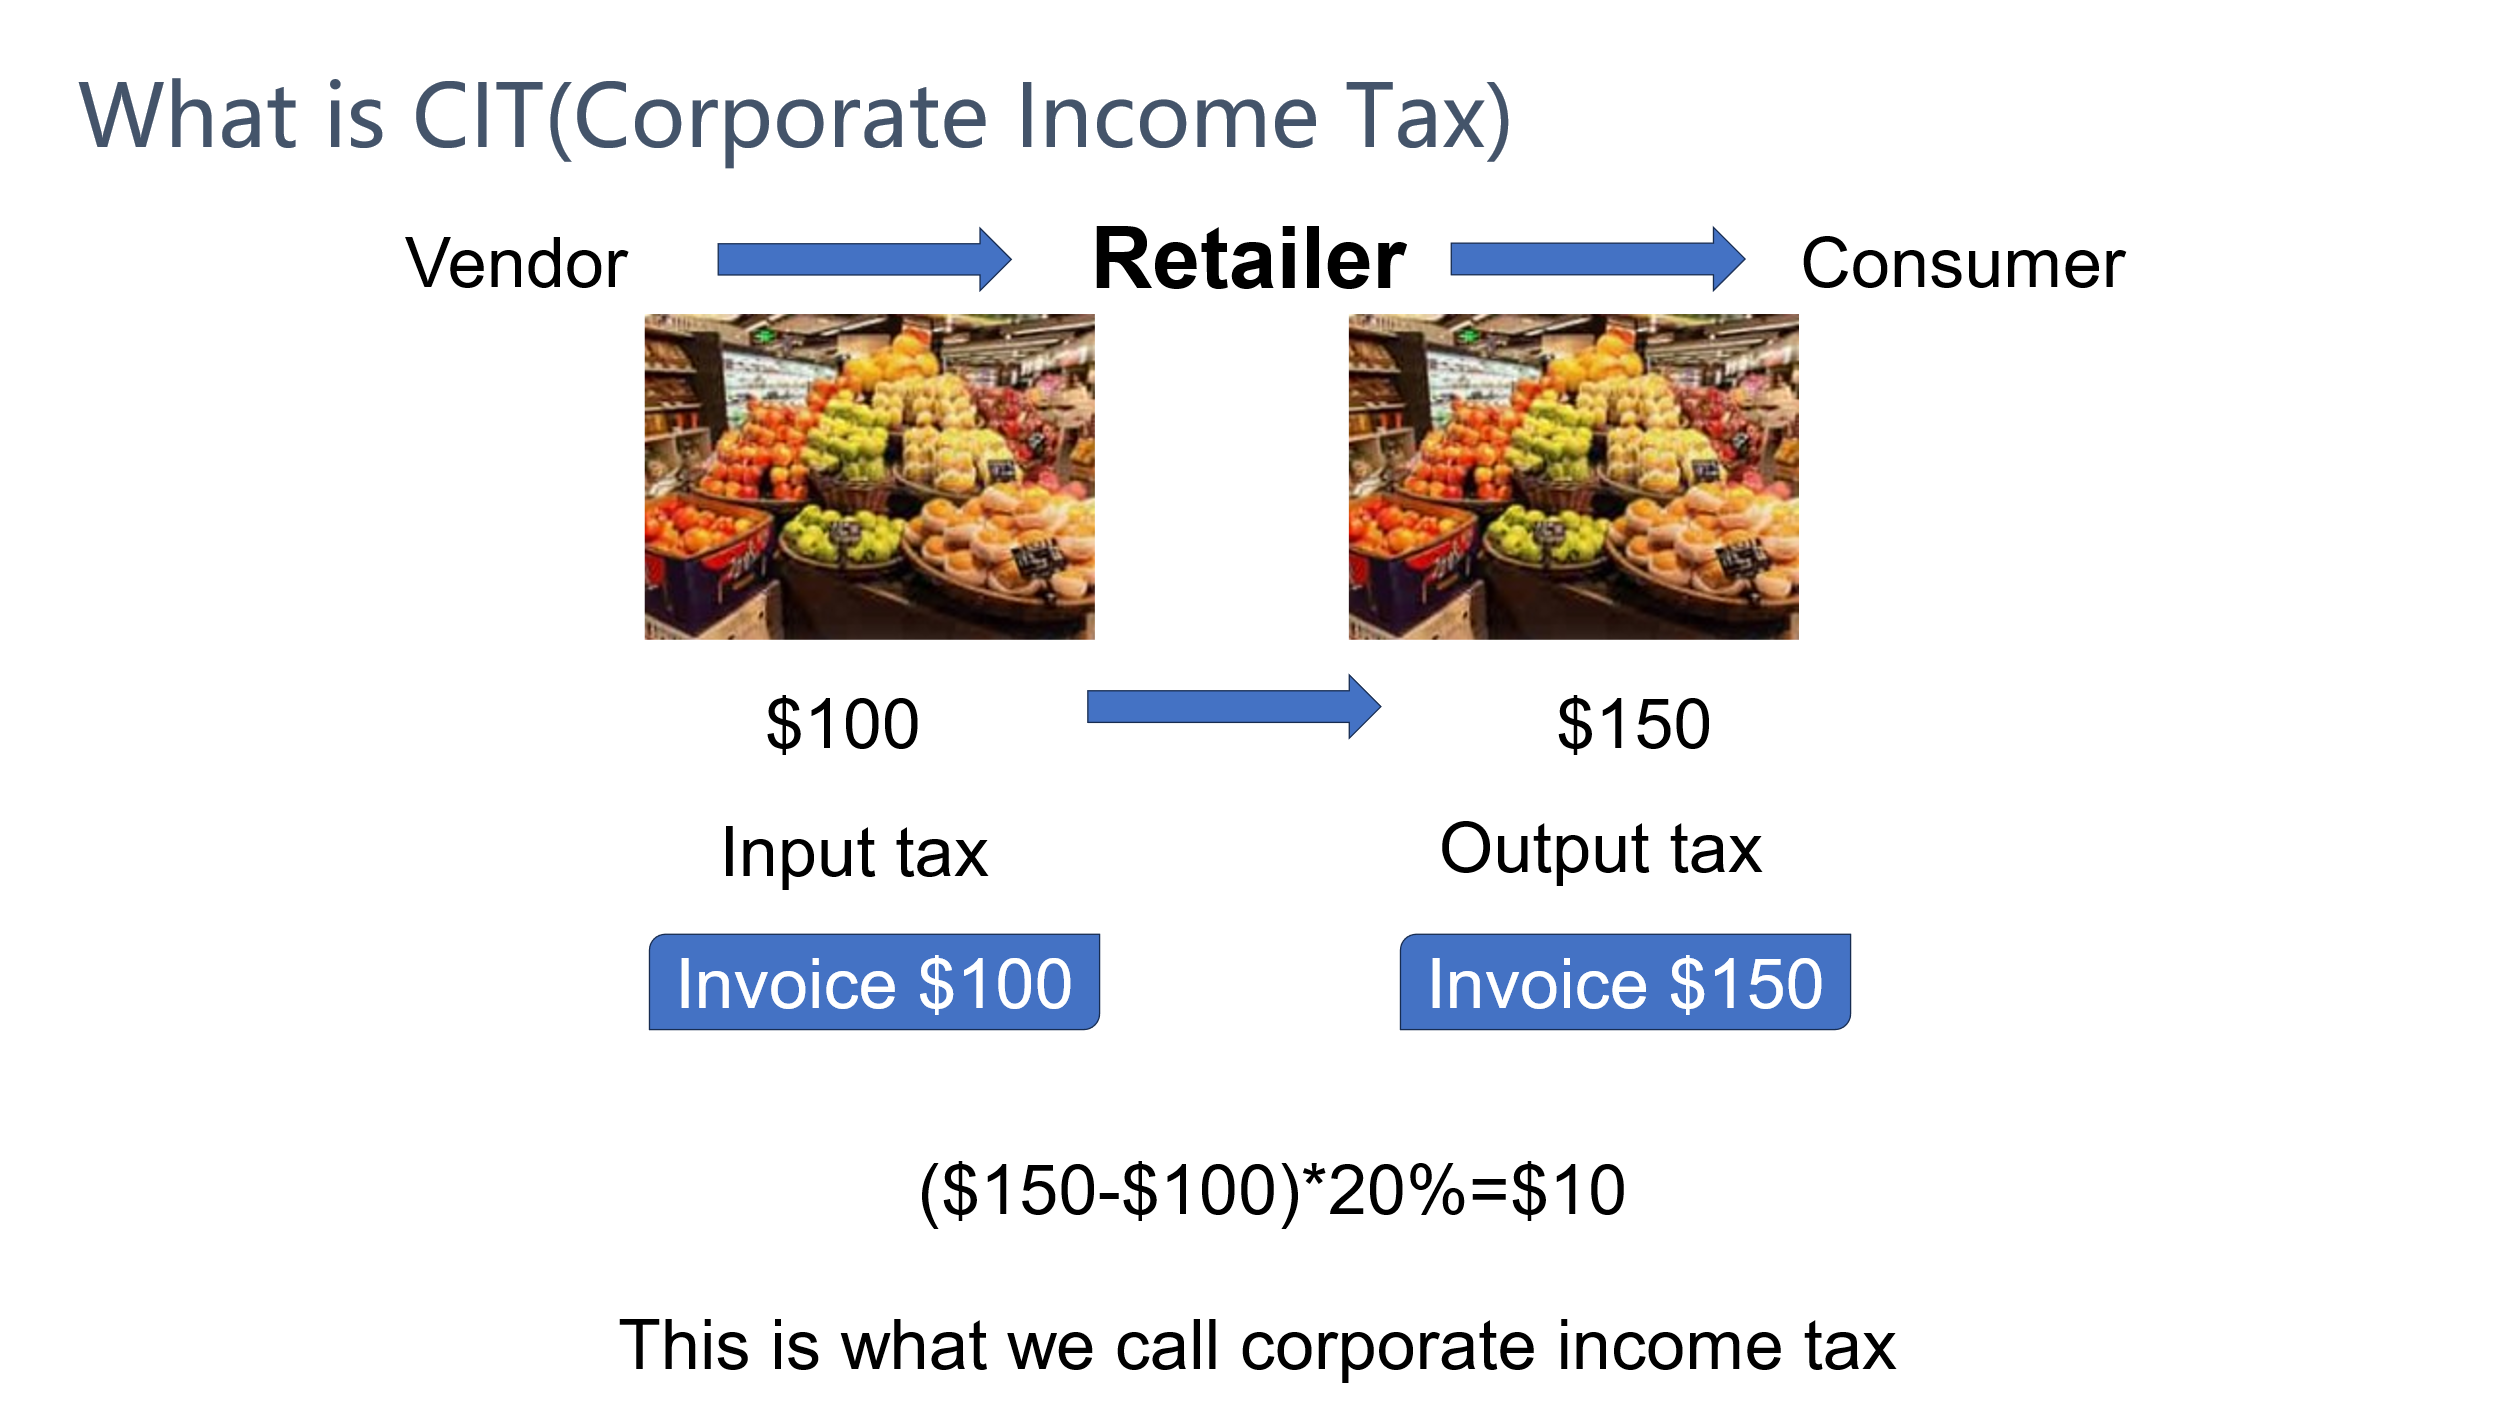 What is CIT(Corporate Income Tax)
Vendor Retailer Consumer
$100 $150
Input tax Output tax
Invoice $100 Invoice $150
($150-$100)*20%=$10
This is what we call corporate income tax